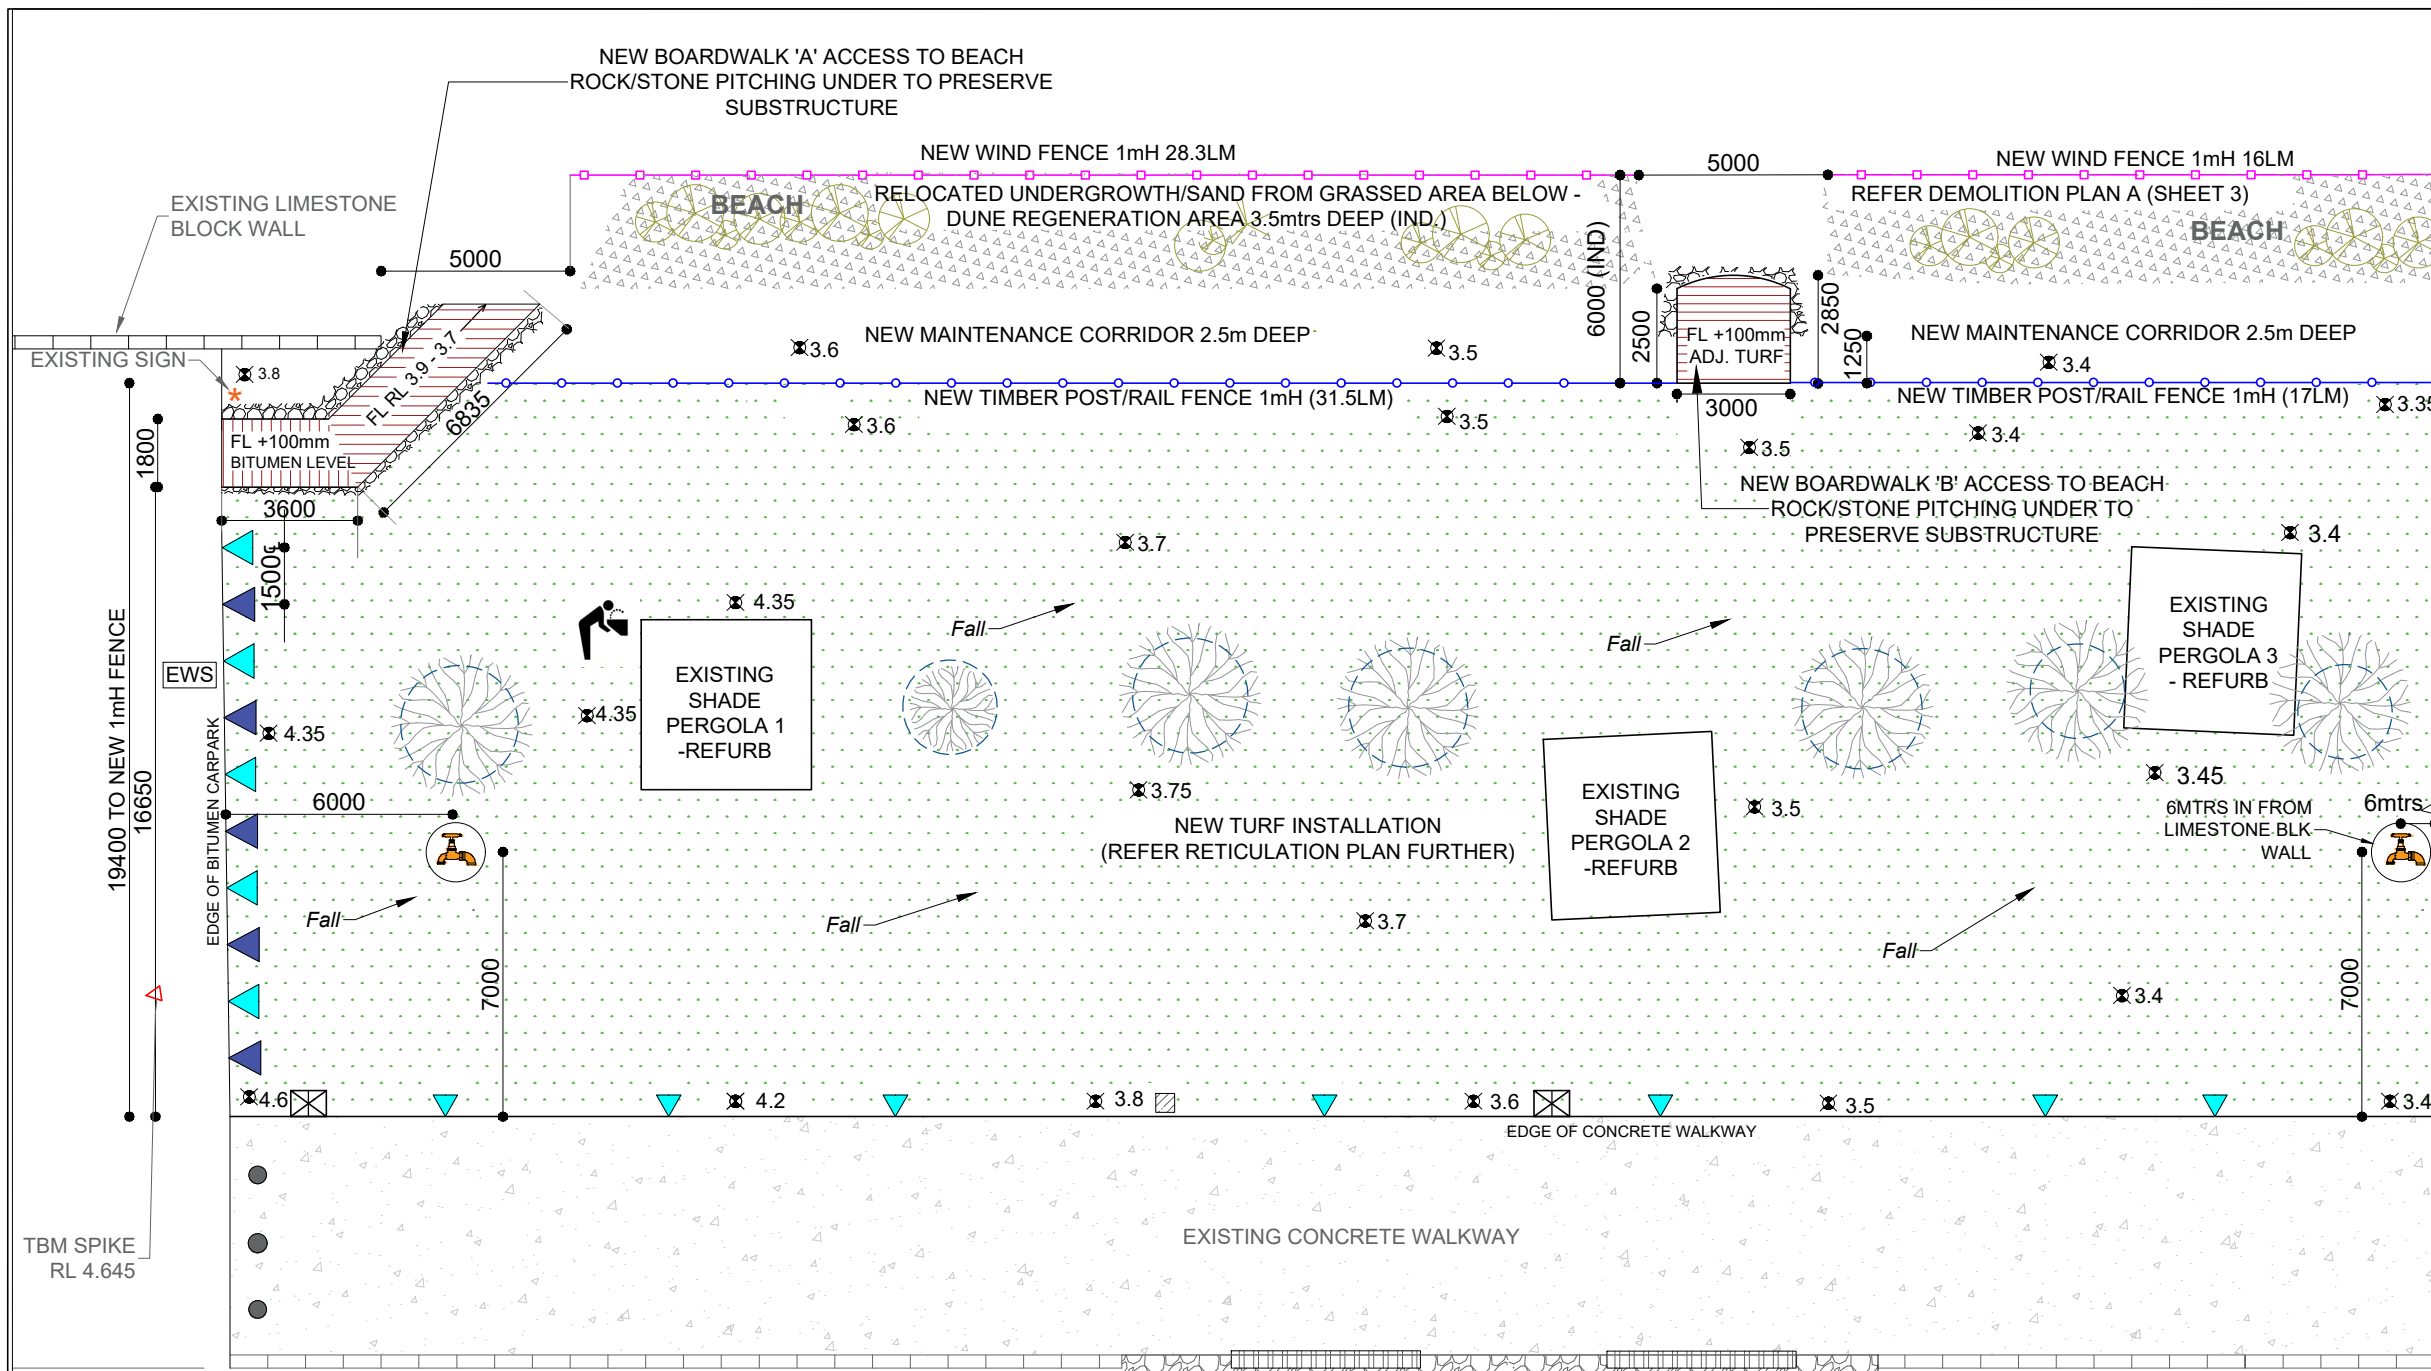 NEW BOARDWALK 'A' ACCESS TO BEACH
ROCK/STONE PITCHING UNDER TO PRESERVE
SUBSTRUCTURE
NEW WIND FENCE 1mH 28.3LM
5000
NEW WIND FENCE 1mH 16LM
EXISTING LIMESTONE
BLOCK WALL
BEACH
RELOCATED UNDERGROWTH/SAND FROM GRASSED AREA BELOW -
DUNE REGENERATION AREA 3.5mtrs DEEP (IND.)
REFER DEMOLITION PLAN A (SHEET 3)
BEACH
5000
6000 (IND)
2500
2850
1250
EXISTING SIGN
3.8
FL RL 3.9 - 3.7
6835
NEW MAINTENANCE CORRIDOR 2.5m DEEP
3.6
3.5
FL +100mm
ADJ. TURF
NEW MAINTENANCE CORRIDOR 2.5m DEEP
3.4
NEW TIMBER POST/RAIL FENCE 1mH (31.5LM)
3000
NEW TIMBER POST/RAIL FENCE 1mH (17LM)
3.35
3.6
3.5
3.5
3.4
1800
FL +100mm
BITUMEN LEVEL
3600
1500
NEW BOARDWALK 'B' ACCESS TO BEACH
ROCK/STONE PITCHING UNDER TO
PRESERVE SUBSTRUCTURE
3.7
3.4
4.35
Fall
Fall
EXISTING
SHADE
PERGOLA 3
- REFURB
19400 TO NEW 1mH FENCE
16650
EWS
EDGE OF BITUMEN CARPARK
4.35
4.35
EXISTING
SHADE
PERGOLA 1
-REFURB
6000
3.75
EXISTING
SHADE
PERGOLA 2
-REFURB
3.5
3.45
6MTRS IN FROM
LIMESTONE BLK
WALL
6mtrs
NEW TURF INSTALLATION
(REFER RETICULATION PLAN FURTHER)
Fall
Fall
3.7
Fall
7000
7000
3.4
4.6
4.2
3.8
3.6
3.5
3.4
EDGE OF CONCRETE WALKWAY
EXISTING CONCRETE WALKWAY
TBM SPIKE
RL 4.645